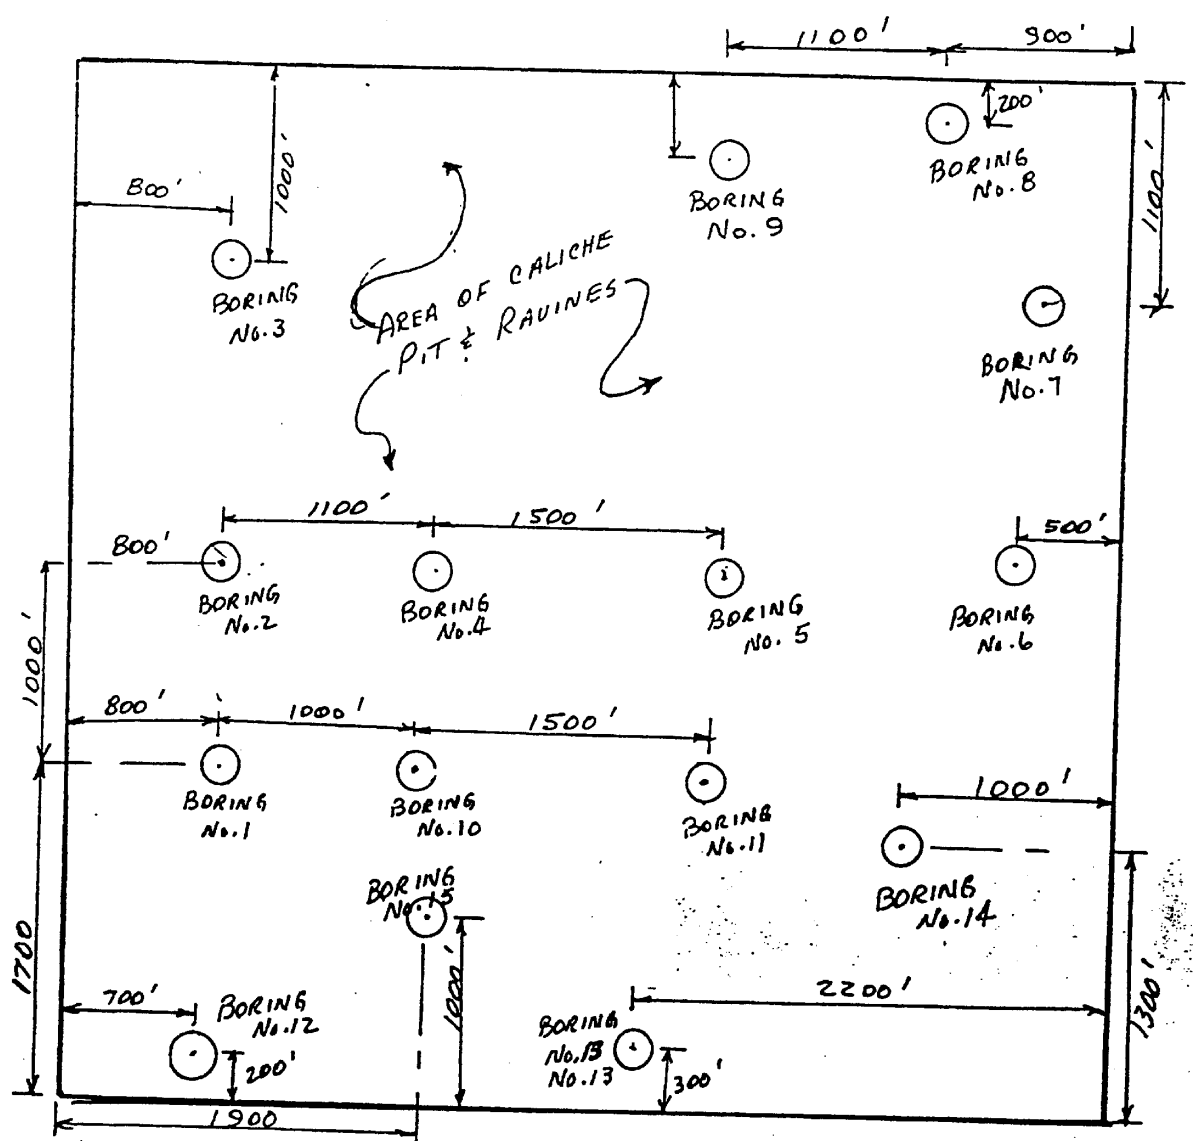 1100'
900'
200'
800'
1000'
1100'
BORING
No. 8
BORING
No. 9
BORING
No. 3
AREA OF CALICHE
PIT & RAVINES
BORING
No. 7
1100'
1500'
500'
800'
BORING
No. 2
BORING
No. 4
BORING
No. 5
BORING
No. 6
1000'
800'
1000'
1500'
1000'
BORING
No. 1
BORING
No. 10
BORING
No. 11
BORING
No. 14
BORING
No. 15
1700
1000'
1300'
700'
2200'
BORING
No. 12
BORING
No. 13
No. 13
200'
300'
1900